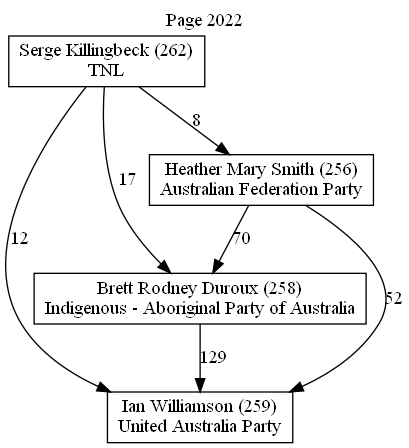 Page 2022
Serge Killingbeck (262)
TNL
8
Heather Mary Smith (256)
Australian Federation Party
17
12
70
52
Brett Rodney Duroux (258)
Indigenous - Aboriginal Party of Australia
129
Ian Williamson (259)
United Australia Party